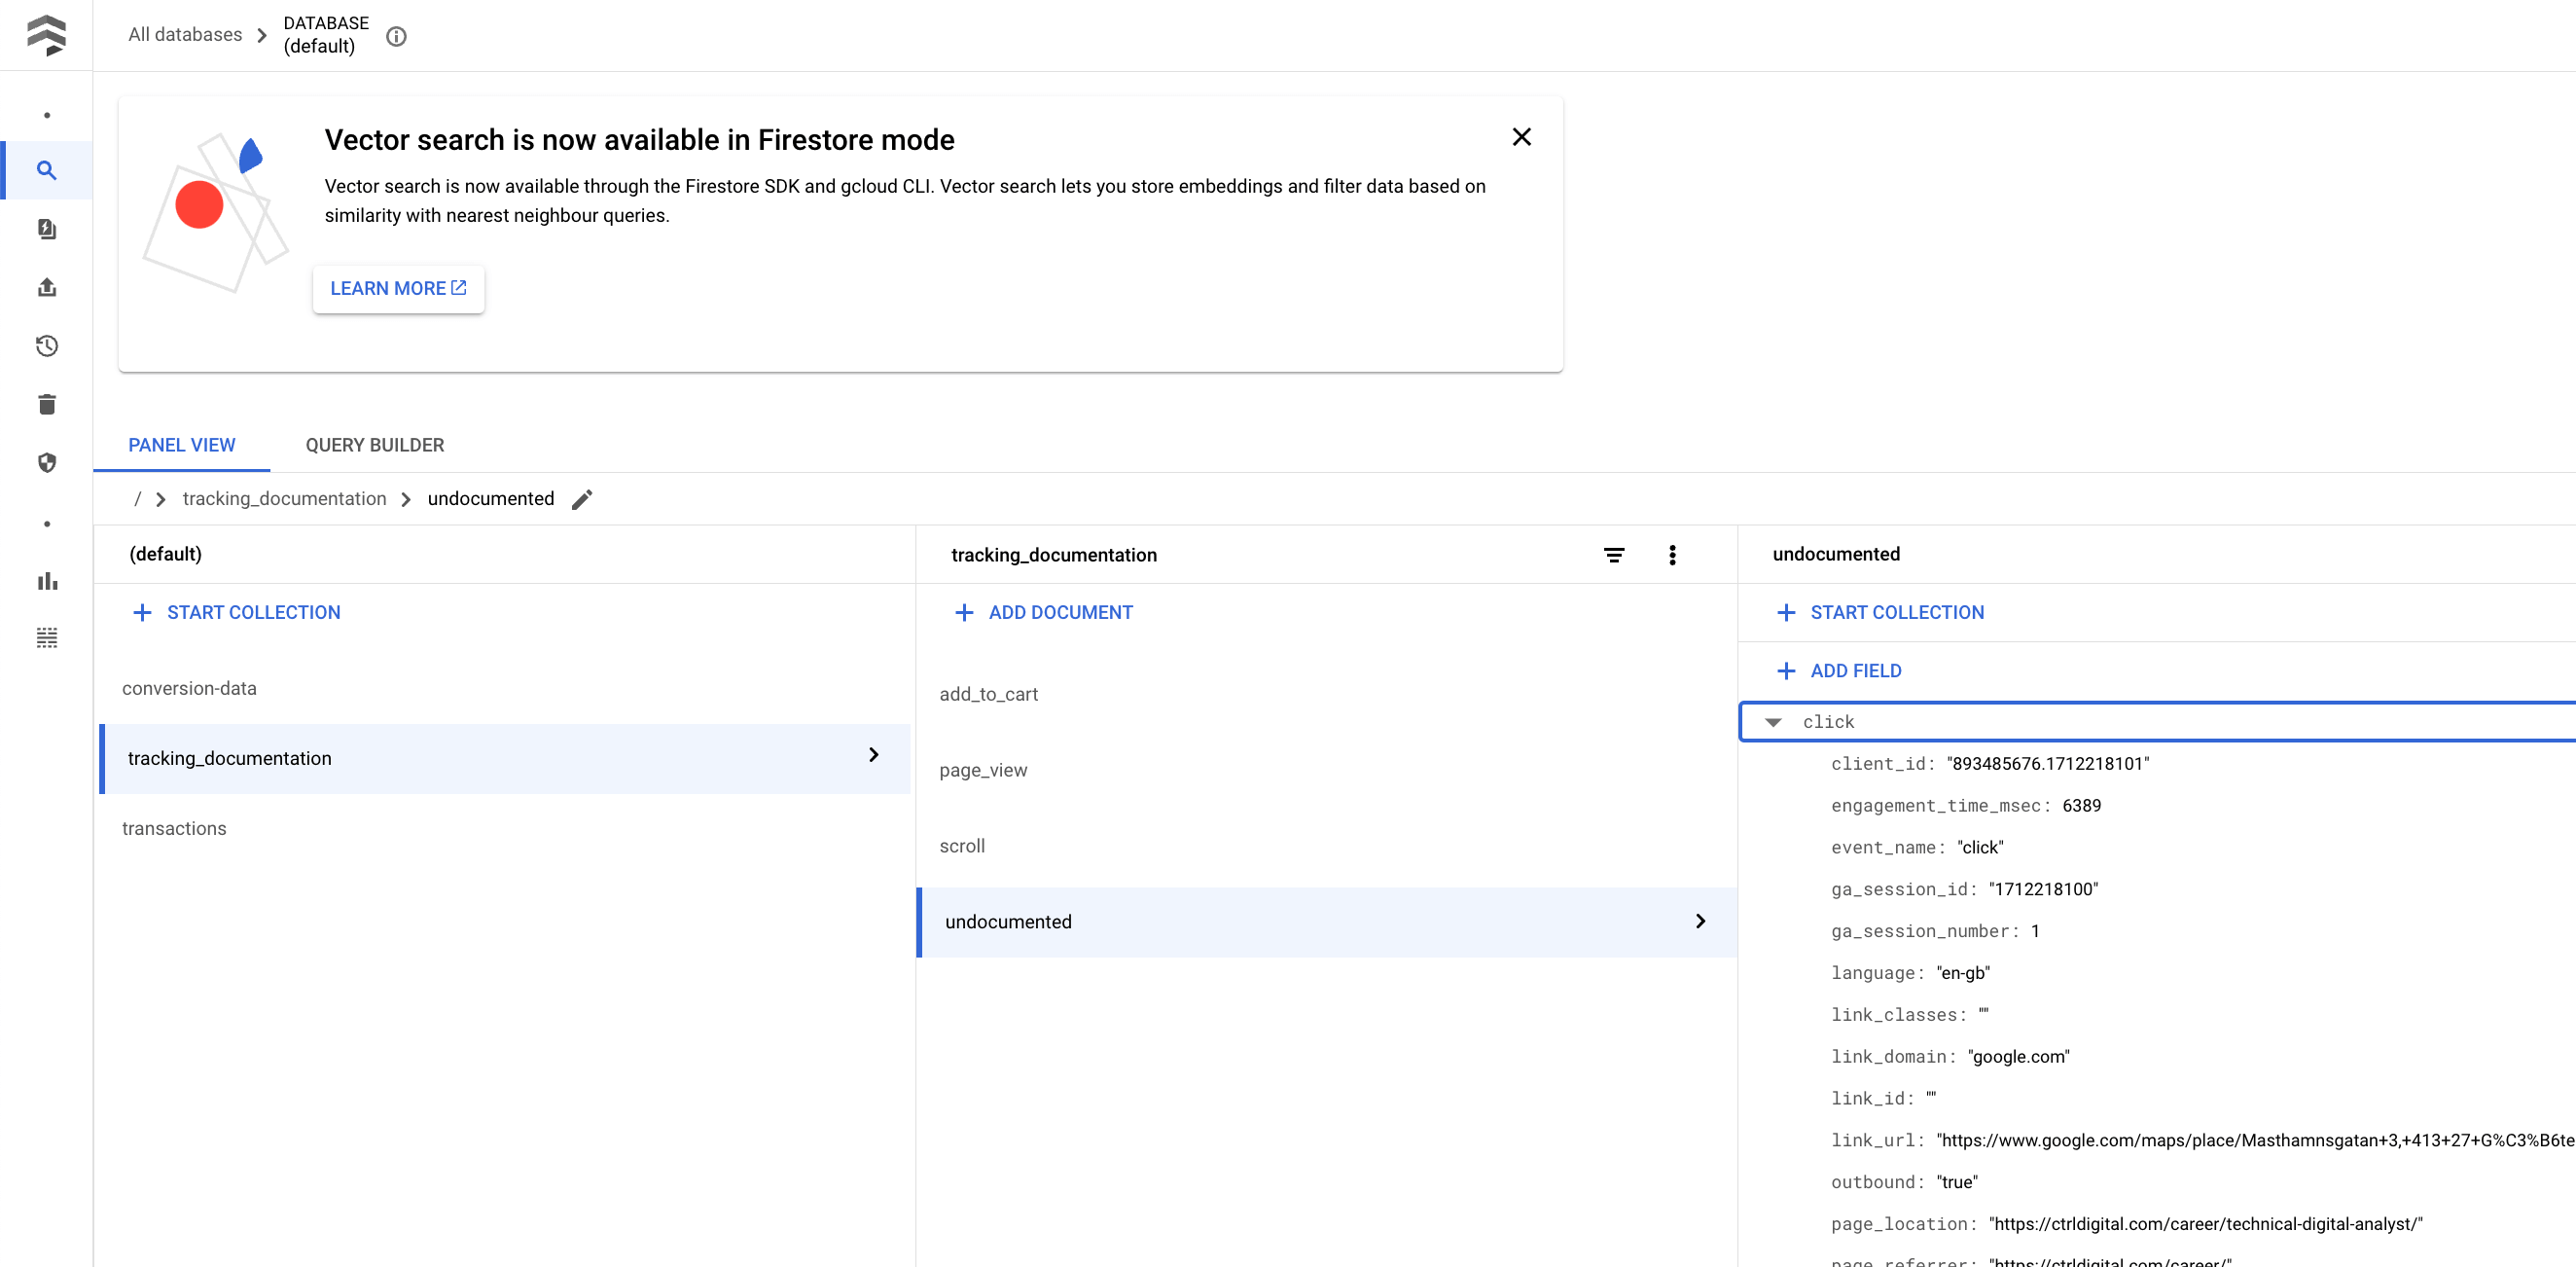 All databases
DATABASE
(default)
Vector search is now available in Firestore mode
Vector search is now available through the Firestore SDK and gcloud CLI. Vector search lets you store embeddings and filter data based on
similarity with nearest neighbour queries.
LEARN MORE
PANEL VIEW QUERY BUILDER
/ tracking_documentation undocumented
(default)
START COLLECTION
conversion-data
tracking_documentation
transactions
tracking_documentation
ADD DOCUMENT
add_to_cart
page_view
scroll
undocumented
undocumented
START COLLECTION
ADD FIELD
click
client_id: "893485676.1712218101"
engagement_time_msec: 6389
event_name: "click"
ga_session_id: "1712218100"
ga_session_number: 1
language: "en-gb"
link_classes: ""
link_domain: "google.com"
link_id: ""
link_url: "https://www.google.com/maps/place/Masthamnsgatan+3,+413+27+G%C3%B6te
outbound: "true"
page_location: "https://ctrldigital.com/career/technical-digital-analyst/"
page_referrer: "https://ctrldigital.com/career/"